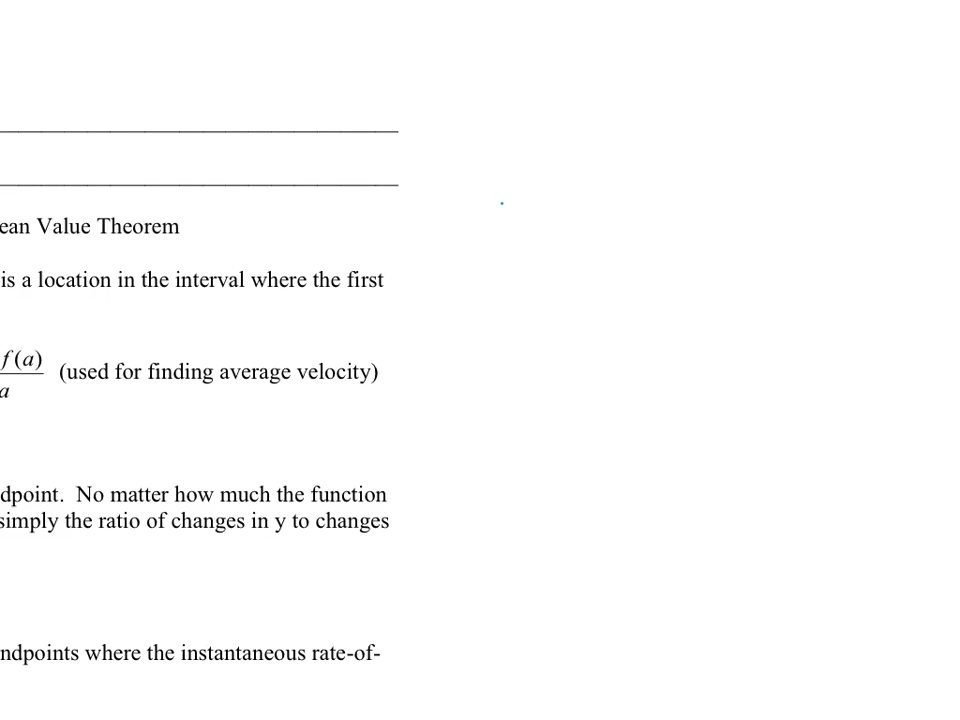 ean Value Theorem
is a location in the interval where the first
f(a)
a
(used for finding average velocity)
dpoint. No matter how much the function
simply the ratio of changes in y to changes
ndpoints where the instantaneous rate-of-